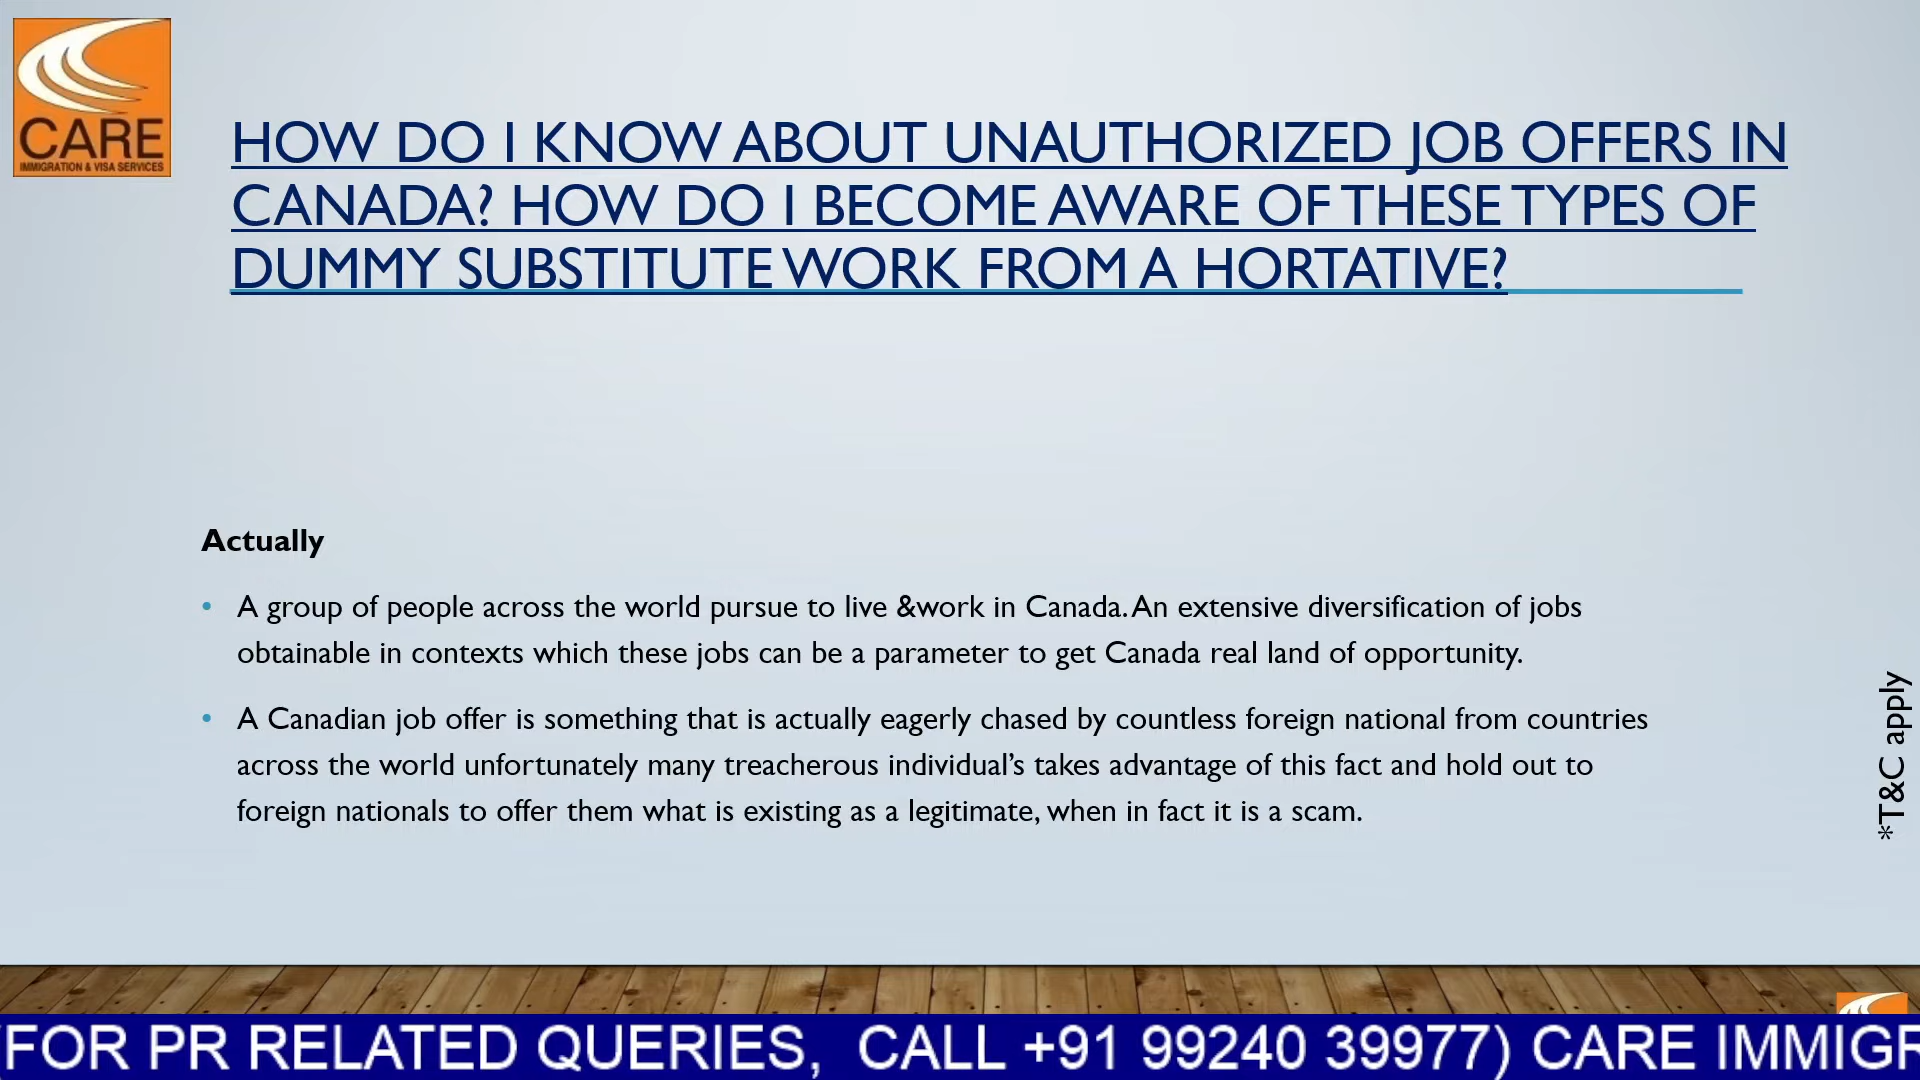 CARE
IMMIGRATION & VISA SERVICES
HOW DO I KNOW ABOUT UNAUTHORIZED JOB OFFERS IN
CANADA? HOW DO I BECOME AWARE OF THESE TYPES OF
DUMMY SUBSTITUTE WORK FROM A HORTATIVE?
Actually
• A group of people across the world pursue to live &work in Canada. An extensive diversification of jobs
obtainable in contexts which these jobs can be a parameter to get Canada real land of opportunity.
• A Canadian job offer is something that is actually eagerly chased by countless foreign national from countries
across the world unfortunately many treacherous individual’s takes advantage of this fact and hold out to
foreign nationals to offer them what is existing as a legitimate, when in fact it is a scam.
*T&C apply
FOR PR RELATED QUERIES, CALL +91 99240 39977) CARE IMMIGR